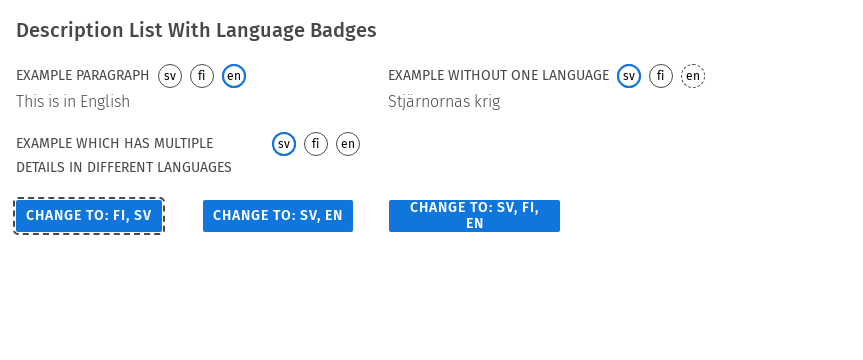 Description List With Language Badges
EXAMPLE PARAGRAPH sv fi en
This is in English
EXAMPLE WITHOUT ONE LANGUAGE sv fi en
Stjärnornas krig
EXAMPLE WHICH HAS MULTIPLE
DETAILS IN DIFFERENT LANGUAGES
sv fi en
CHANGE TO: FI, SV
CHANGE TO: SV, EN
CHANGE TO: SV, FI,
EN